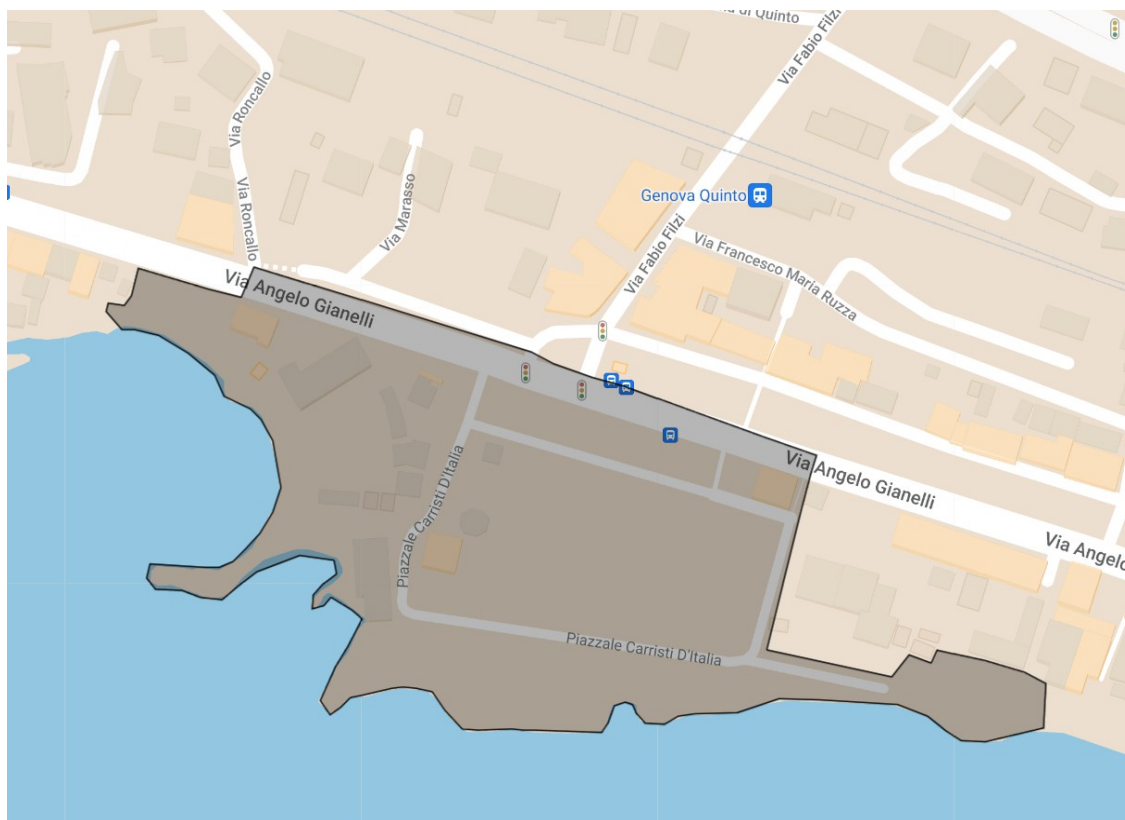 di Quinto
Via Fabio Filzi
Via Roncallo
Via Roncallo
Via Marasso
Genova Quinto
Via Fabio Filzi
Via Francesco Maria Ruzza
Via Angelo Gianelli
Via Angelo Gianelli
Via Angelo
Piazzale Carristi D'Italia
Piazzale Carristi D'Italia